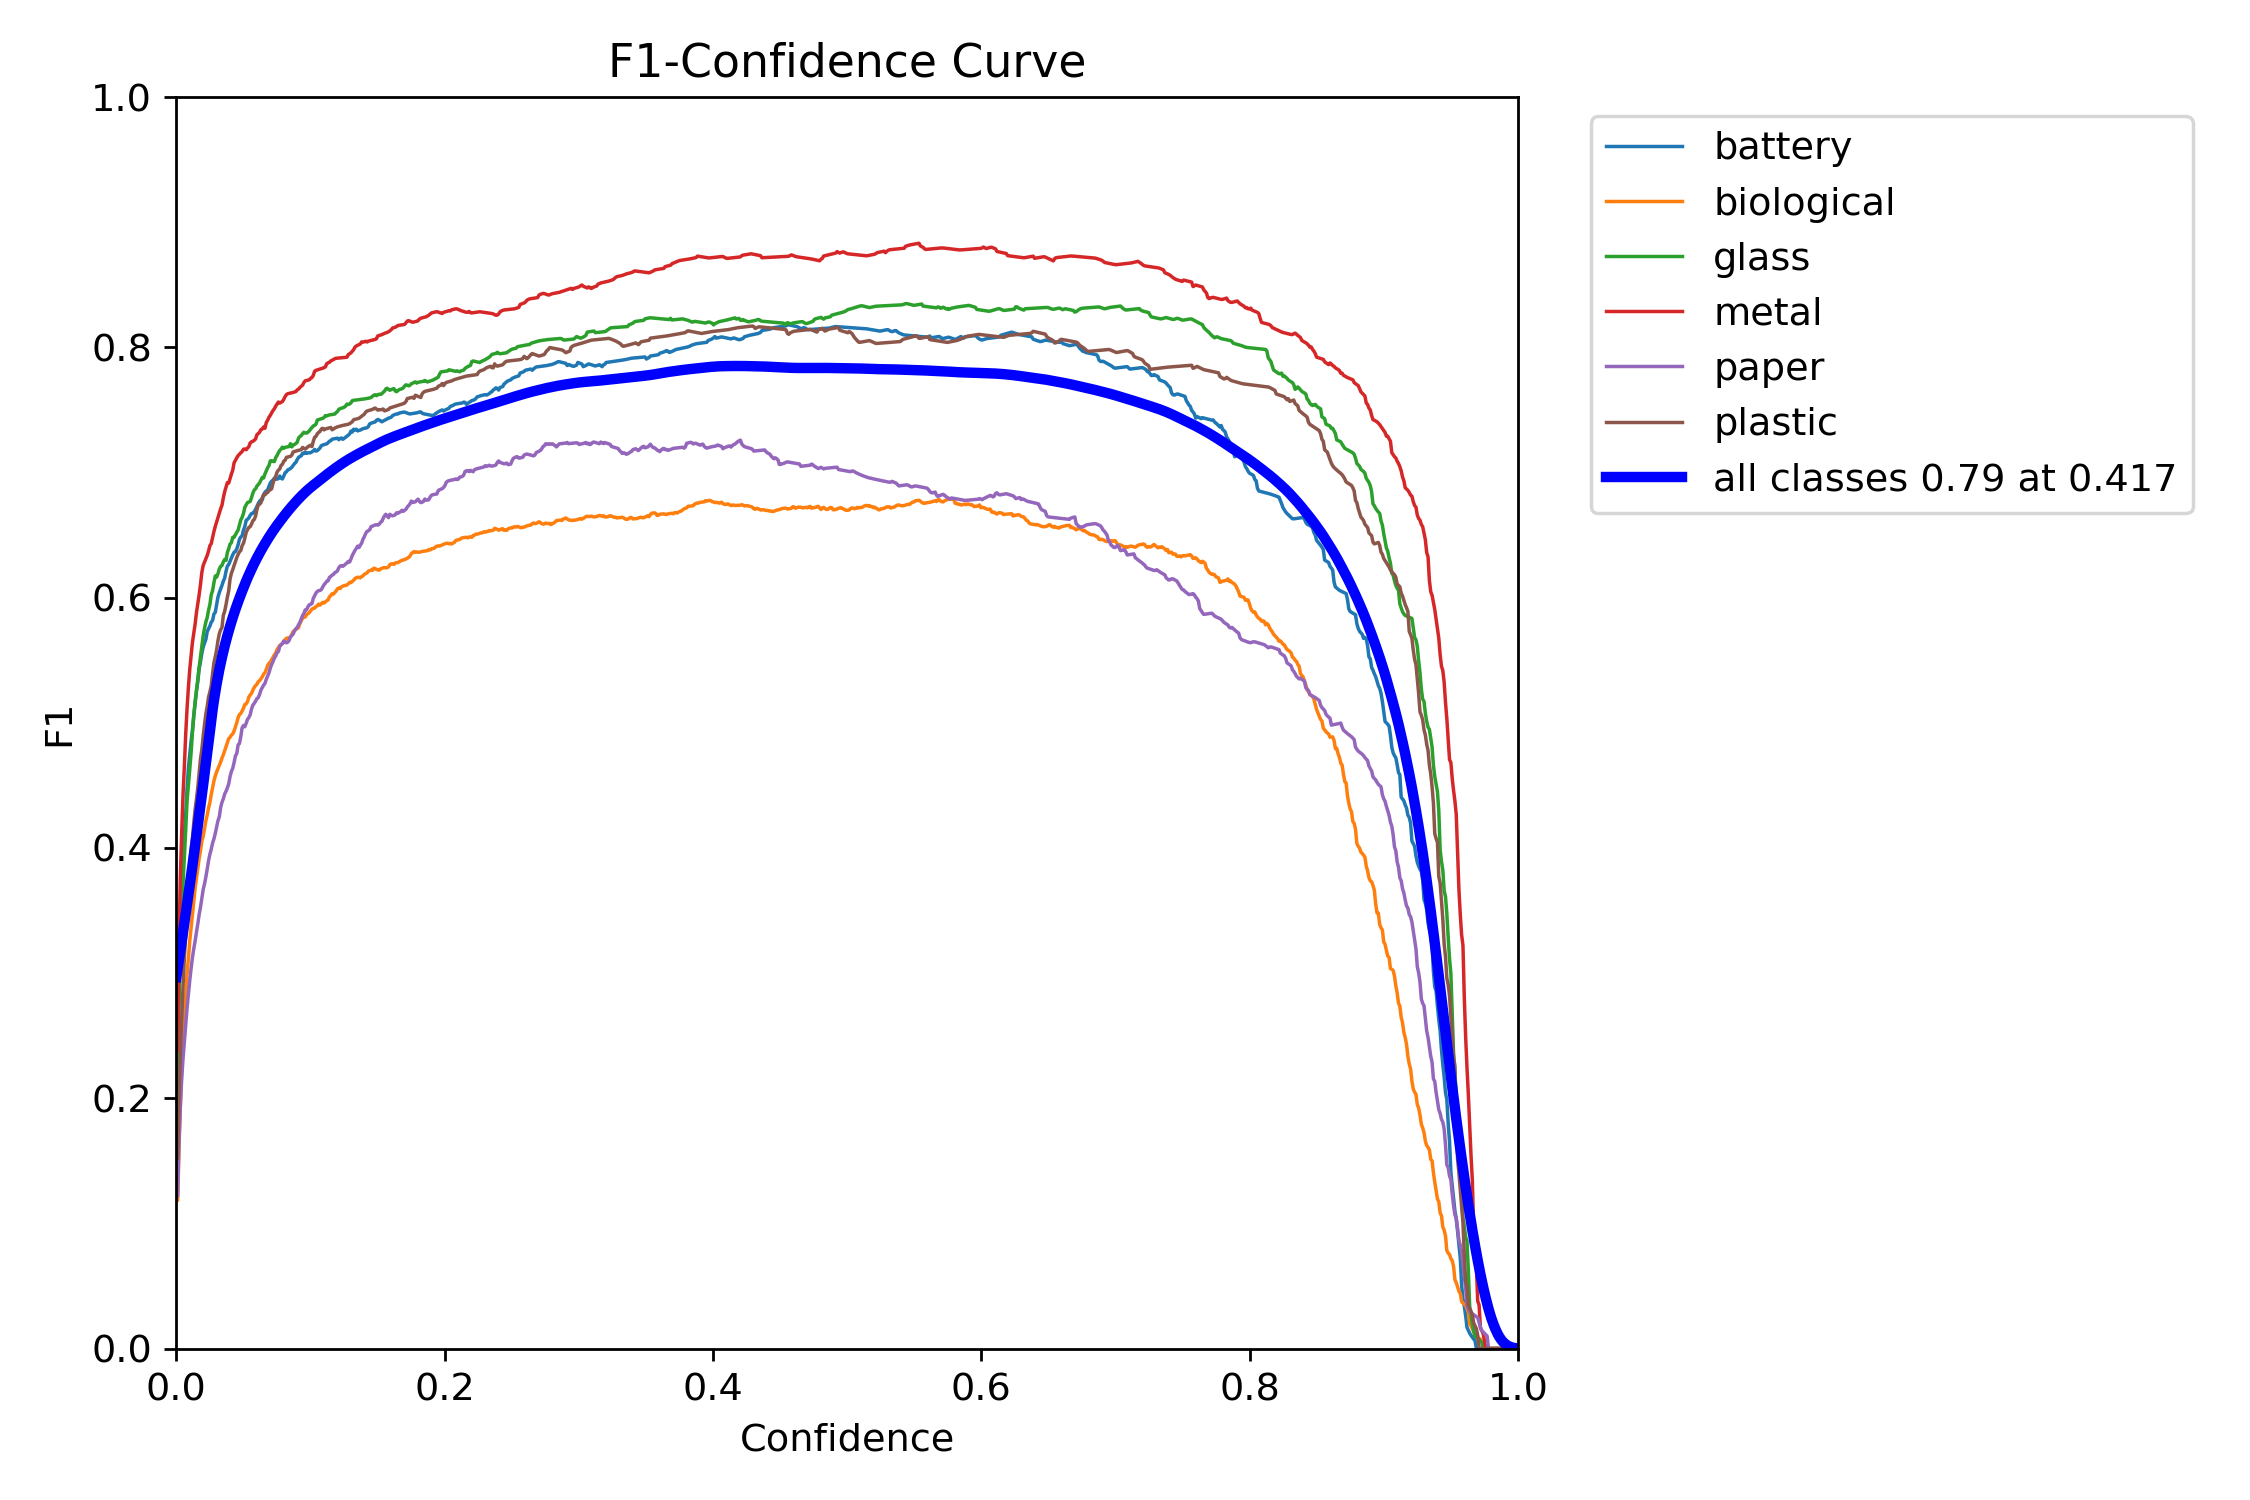 F1-Confidence Curve
1.0
0.8
0.6
0.4
0.2
0.0
F1
0.0 0.2 0.4 0.6 0.8 1.0
Confidence
battery
biological
glass
metal
paper
plastic
all classes 0.79 at 0.417